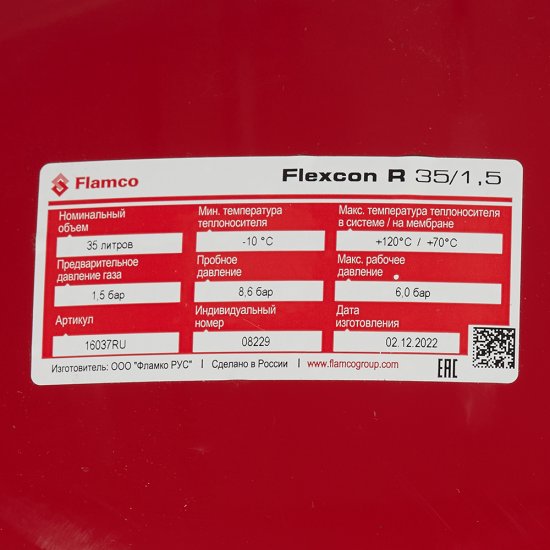 Flamco
Flexcon R 35/1,5
Номинальный
объем
35 литров
Мин. температура
теплоносителя
-10 °C
Макс. температура теплоносителя
в системе / на мембране
+120°C / +70°C
Предварительное
давление газа
1,5 бар
Пробное
давление
8,6 бар
Макс. рабочее
давление
6,0 бар
Артикул
16037RU
Индивидуальный
номер
08229
Дата
изготовления
02.12.2022
Изготовитель: ООО "Фламко РУС" | Сделано в России | www.flamcogroup.com
EAC